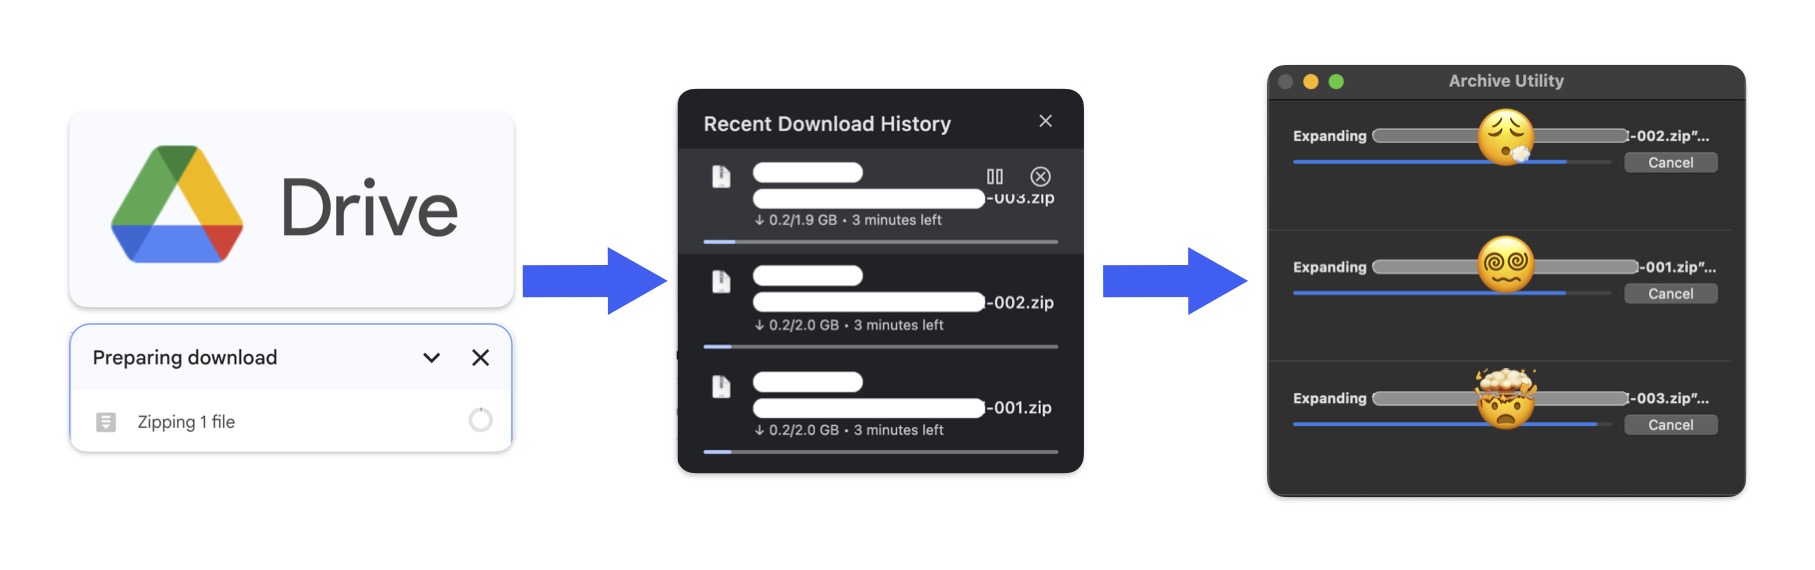 Drive
Preparing download
Zipping 1 file
Recent Download History
-003.zip
↓ 0.2/1.9 GB • 3 minutes left
-002.zip
↓ 0.2/2.0 GB • 3 minutes left
-001.zip
↓ 0.2/2.0 GB • 3 minutes left
Archive Utility
Expanding -002.zip”...
Cancel
Expanding -001.zip”...
Cancel
Expanding -003.zip”...
Cancel